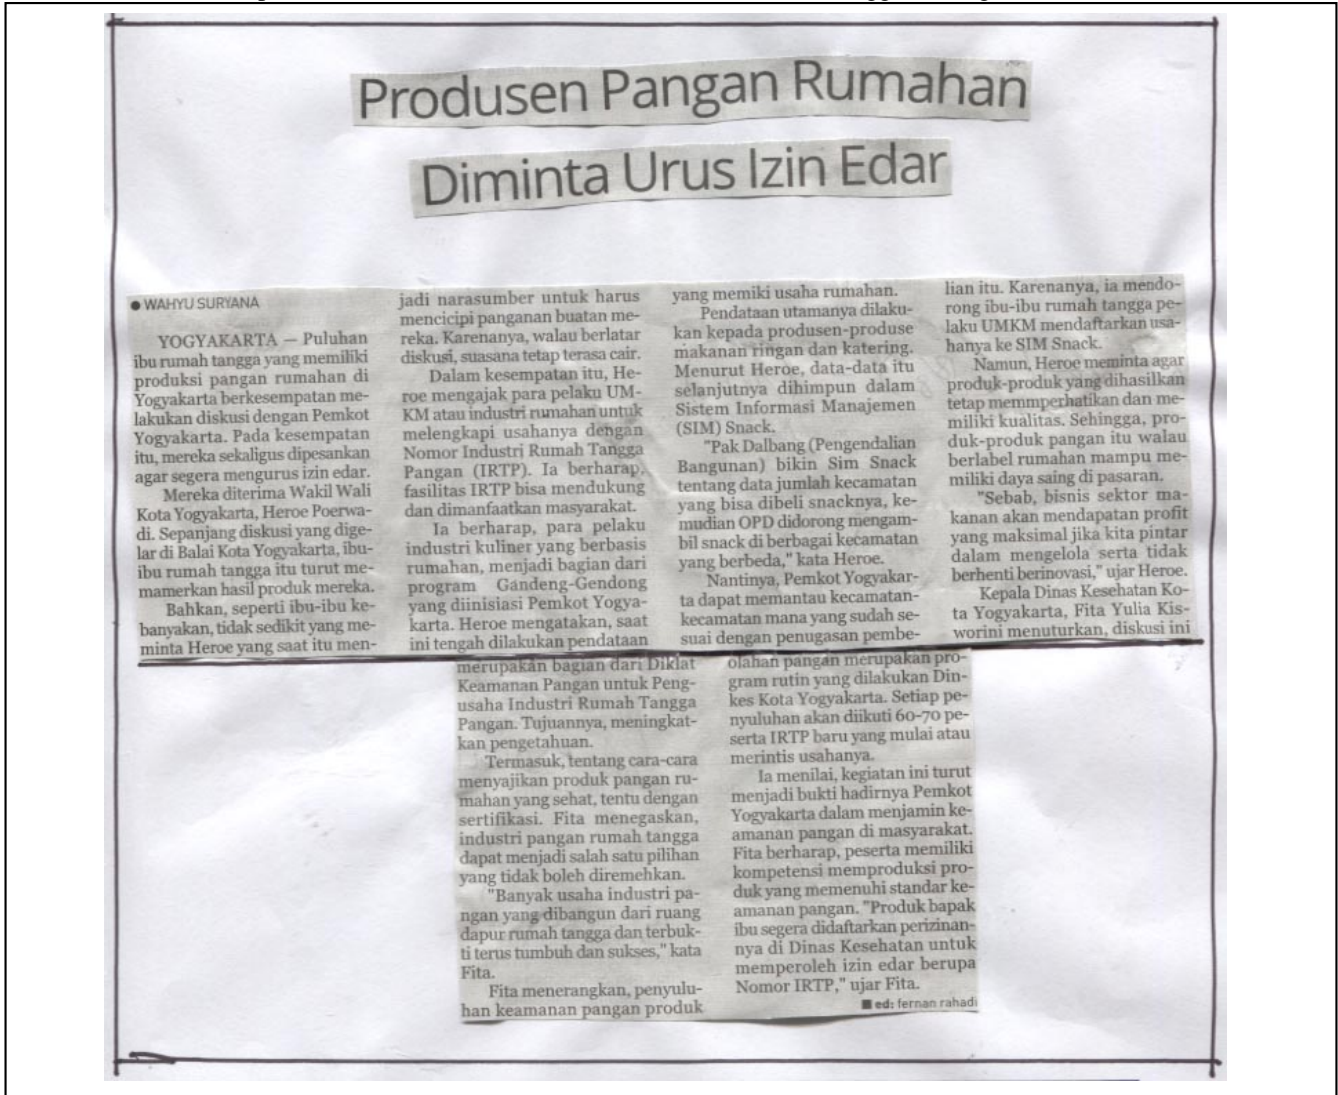 Produsen Pangan Rumahan
Diminta Urus Izin Edar
● WAHYU SURYANA
YOGYAKARTA — Puluhan
ibu rumah tangga yang memiliki
produksi pangan rumahan di
Yogyakarta berkesempatan me-
lakukan diskusi dengan Pemkot
Yogyakarta. Pada kesempatan
itu, mereka sekaligus dipesankan
agar segera mengurus izin edar.
Mereka diterima Wakil Wali
Kota Yogyakarta, Heroe Poerwa-
di. Sepanjang diskusi yang dige-
lar di Balai Kota Yogyakarta, ibu-
ibu rumah tangga itu turut me-
mamerkan hasil produk mereka.
Bahkan, seperti ibu-ibu ke-
banyakan, tidak sedikit yang me-
minta Heroe yang saat itu men-
jadi narasumber untuk harus
mencicipi panganan buatan me-
reka. Karenanya, walau berlatar
diskusi, suasana tetap terasa cair.
Dalam kesempatan itu, He-
roe mengajak para pelaku UM-
KM atau industri rumahan untuk
melengkapi usahanya dengan
Nomor Industri Rumah Tangga
Pangan (IRTP). Ia berharap,
fasilitas IRTP bisa mendukung
dan dimanfaatkan masyarakat.
Ia berharap, para pelaku
industri kuliner yang berbasis
rumahan, menjadi bagian dari
program Gandeng-Gendong
yang diinisiasi Pemkot Yogya-
karta. Heroe mengatakan, saat
ini tengah dilakukan pendataan
yang memiki usaha rumahan.
Pendataan utamanya dilaku-
kan kepada produsen-produse
makanan ringan dan katering.
Menurut Heroe, data-data itu
selanjutnya dihimpun dalam
Sistem Informasi Manajemen
(SIM) Snack.
"Pak Dalbang (Pengendalian
Bangunan) bikin Sim Snack
tentang data jumlah kecamatan
yang bisa dibeli snacknya, ke-
mudian OPD didorong mengam-
bil snack di berbagai kecamatan
yang berbeda," kata Heroe.
Nantinya, Pemkot Yogyakar-
ta dapat memantau kecamatan-
kecamatan mana yang sudah se-
suai dengan penugasan pembe-
lian itu. Karenanya, ia mendo-
rong ibu-ibu rumah tangga pe-
laku UMKM mendaftarkan usa-
hanya ke SIM Snack.
Namun, Heroe meminta agar
produk-produk yang dihasilkan
tetap memmperhatikan dan me-
miliki kualitas. Sehingga, pro-
duk-produk pangan itu walau
berlabel rumahan mampu me-
miliki daya saing di pasaran.
"Sebab, bisnis sektor ma-
kanan akan mendapatan profit
yang maksimal jika kita pintar
dalam mengelola serta tidak
berhenti berinovasi," ujar Heroe.
Kepala Dinas Kesehatan Ko-
ta Yogyakarta, Fita Yulia Kis-
worini menuturkan, diskusi ini
merupakan bagian dari Diklat
Keamanan Pangan untuk Peng-
usaha Industri Rumah Tangga
Pangan. Tujuannya, meningkat-
kan pengetahuan.
Termasuk, tentang cara-cara
menyajikan produk pangan ru-
mahan yang sehat, tentu dengan
sertifikasi. Fita menegaskan,
industri pangan rumah tangga
dapat menjadi salah satu pilihan
yang tidak boleh diremehkan.
"Banyak usaha industri pa-
ngan yang dibangun dari ruang
dapur rumah tangga dan terbuk-
ti terus tumbuh dan sukses," kata
Fita.
Fita menerangkan, penyulu-
han keamanan pangan produk
olahan pangan merupakan pro-
gram rutin yang dilakukan Din-
kes Kota Yogyakarta. Setiap pe-
nyuluhan akan diikuti 60-70 pe-
serta IRTP baru yang mulai atau
merintis usahanya.
Ia menilai, kegiatan ini turut
menjadi bukti hadirnya Pemkot
Yogyakarta dalam menjamin ke-
amanan pangan di masyarakat.
Fita berharap, peserta memiliki
kompetensi memproduksi pro-
duk yang memenuhi standar ke-
amanan pangan. "Produk bapak
ibu segera didaftarkan perizinan-
nya di Dinas Kesehatan untuk
memperoleh izin edar berupa
Nomor IRTP," ujar Fita.
■ ed: fernan rahadi